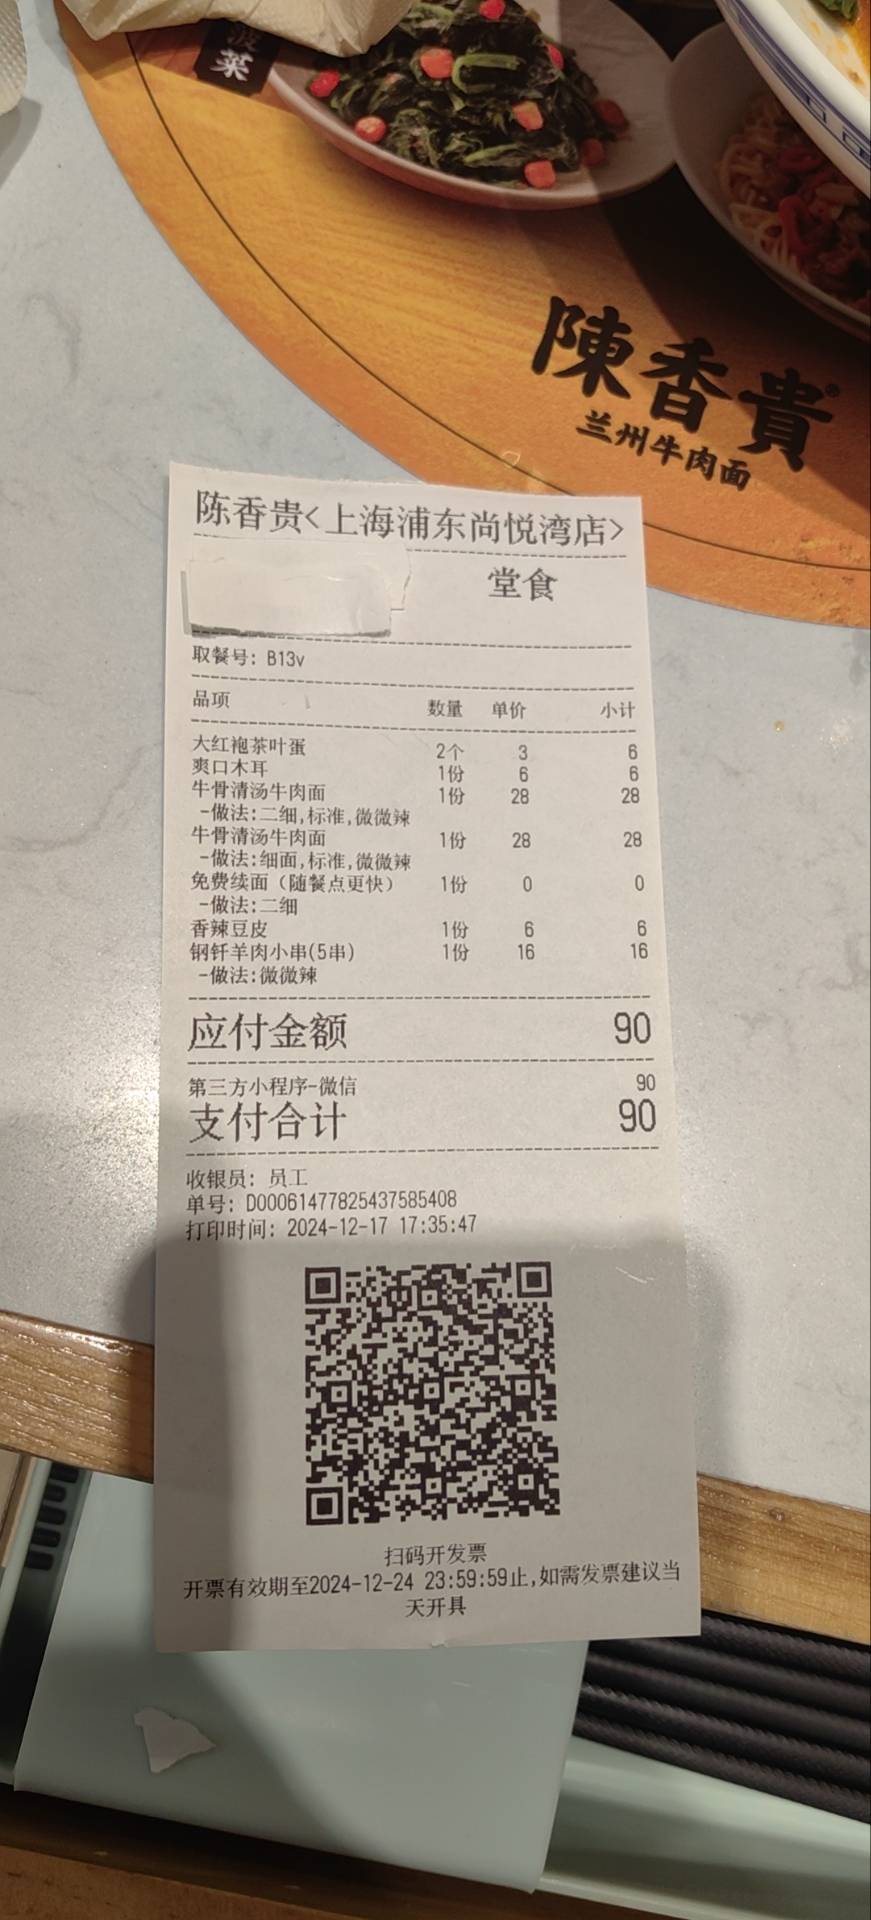 菜
陳香貴
兰州牛肉面
陈香贵<上海浦东尚悦湾店>
堂食
取餐号: B13v
品项 数量 单价 小计
大红袍茶叶蛋 2个 3 6
爽口木耳 1份 6 6
牛骨清汤牛肉面 1份 28 28
-做法:二细,标准,微微辣
牛骨清汤牛肉面 1份 28 28
-做法:细面,标准,微微辣
免费续面（随餐点更快） 1份 0 0
-做法:二细
香辣豆皮 1份 6 6
钢钎羊肉小串(5串) 1份 16 16
-做法:微微辣
应付金额 90
第三方小程序-微信 90
支付合计 90
收银员: 员工
单号: D00061477825437585408
打印时间: 2024-12-17 17:35:47
扫码开发票
开票有效期至2024-12-24 23:59:59止,如需发票建议当
天开具